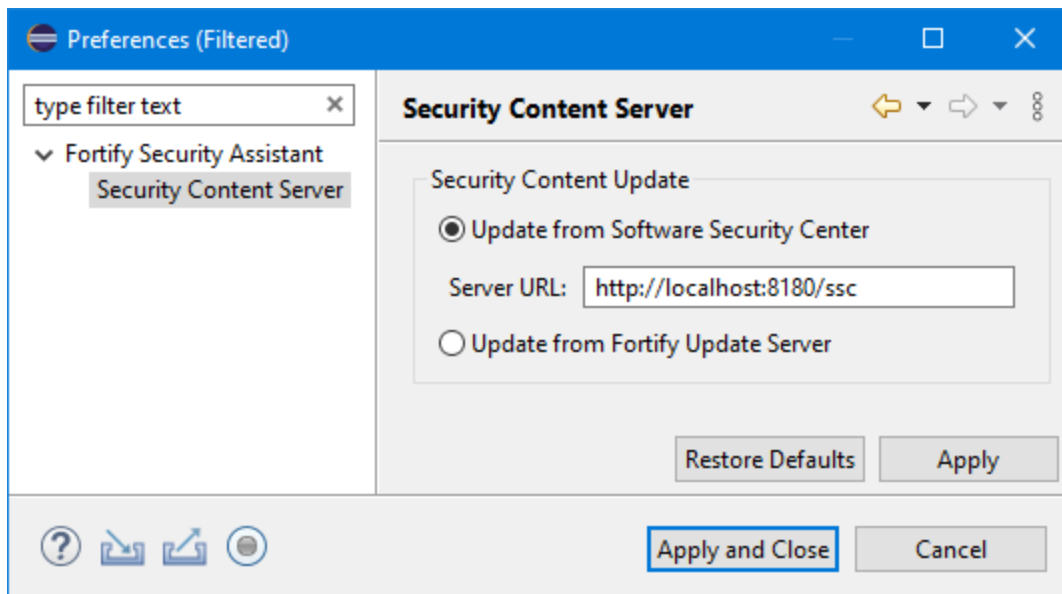 Preferences (Filtered)
type filter text
Fortify Security Assistant
Security Content Server
Security Content Server
Security Content Update
Update from Software Security Center
Server URL: http://localhost:8180/ssc
Update from Fortify Update Server
Restore Defaults Apply
Apply and Close Cancel